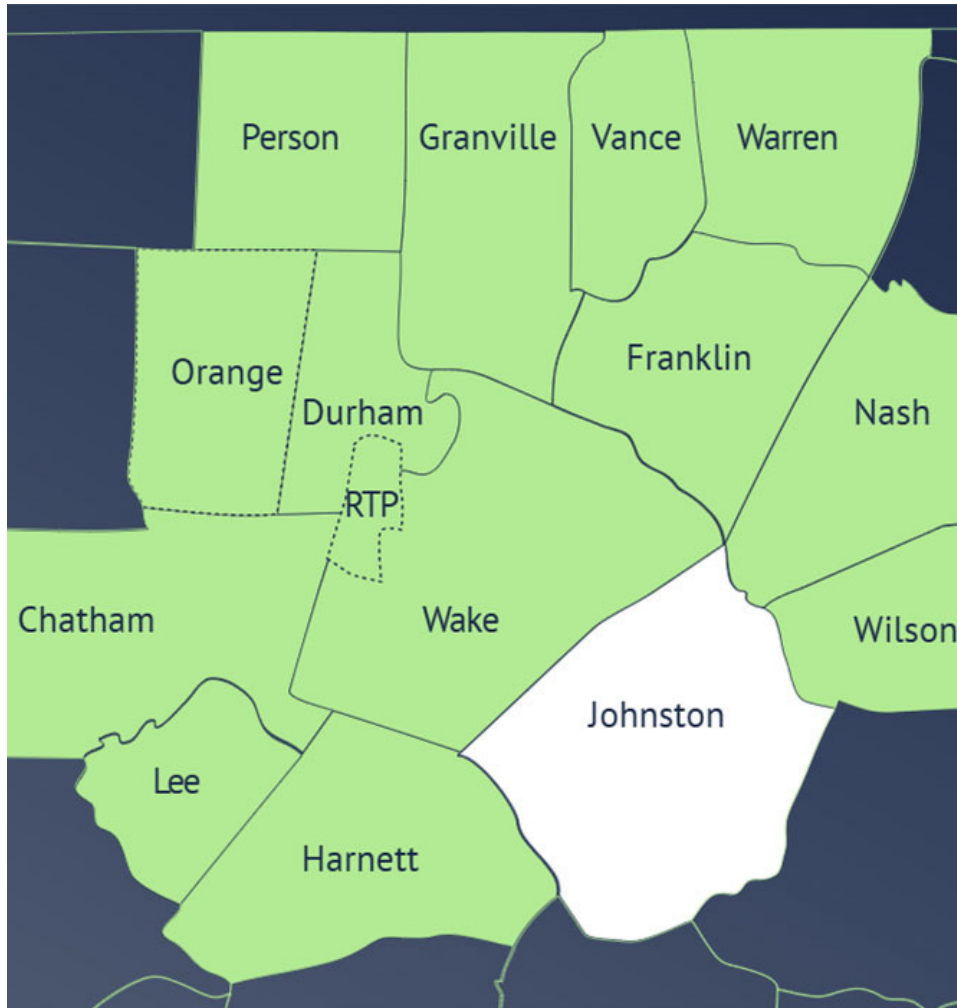 Person
Granville
Vance
Warren
Orange
Durham
Franklin
Nash
RTP
Chatham
Wake
Wilson
Johnston
Lee
Harnett